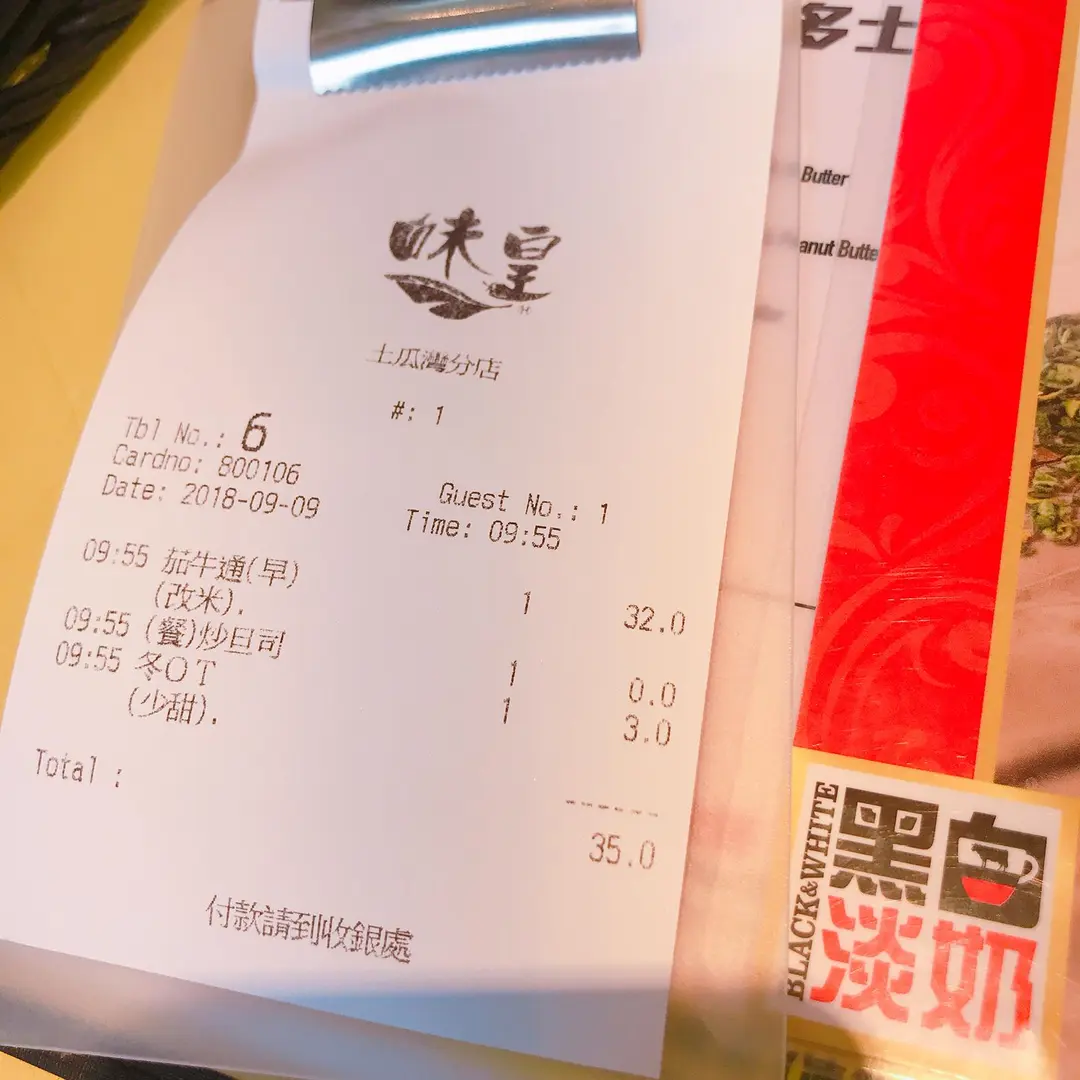 味皇
土瓜灣分店
#: 1
Tbl No.: 6
Cardno: 800106
Guest No.: 1
Date: 2018-09-09
Time: 09:55
09:55 茄牛通(早)
(改米). 1 32.0
09:55 (餐)炒旦司 1 0.0
09:55 冬OT 1 3.0
(少甜).
Total :
35.0
付款請到收銀處
多士
Butter
anut Butte
BLACK&WHITE
黑白
淡奶